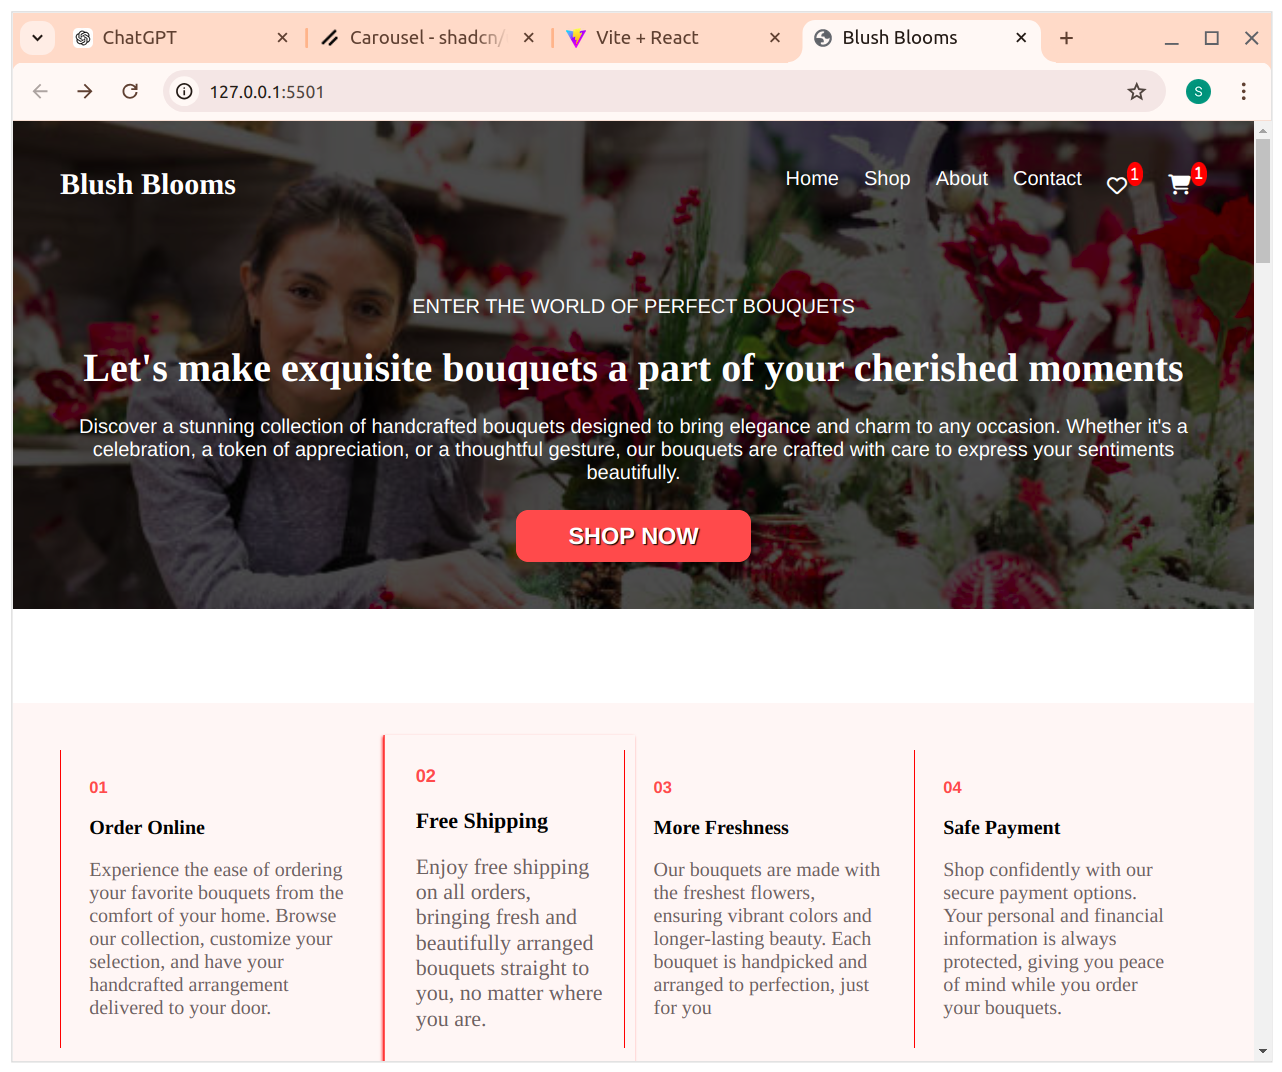 ChatGPT
Carousel - shadcn/
Vite + React
Blush Blooms
127.0.0.1:5501
S
Blush Blooms
Home
Shop
About
Contact
1
1
ENTER THE WORLD OF PERFECT BOUQUETS
Let's make exquisite bouquets a part of your cherished moments
Discover a stunning collection of handcrafted bouquets designed to bring elegance and charm to any occasion. Whether it's a
celebration, a token of appreciation, or a thoughtful gesture, our bouquets are crafted with care to express your sentiments
beautifully.
SHOP NOW
01
Order Online
Experience the ease of ordering
your favorite bouquets from the
comfort of your home. Browse
our collection, customize your
selection, and have your
handcrafted arrangement
delivered to your door.
02
Free Shipping
Enjoy free shipping
on all orders,
bringing fresh and
beautifully arranged
bouquets straight to
you, no matter where
you are.
03
More Freshness
Our bouquets are made with
the freshest flowers,
ensuring vibrant colors and
longer-lasting beauty. Each
bouquet is handpicked and
arranged to perfection, just
for you
04
Safe Payment
Shop confidently with our
secure payment options.
Your personal and financial
information is always
protected, giving you peace
of mind while you order
your bouquets.